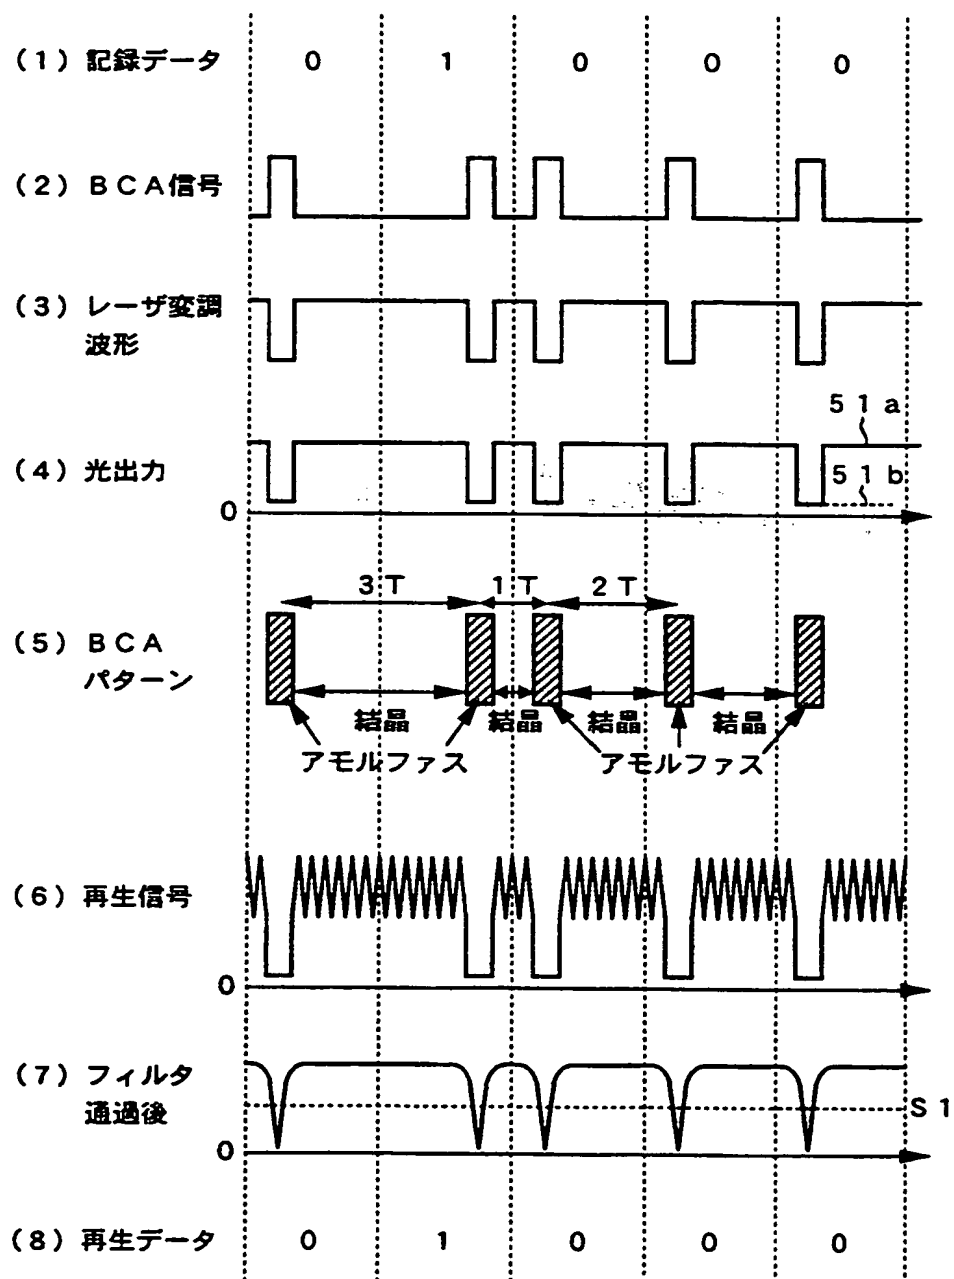 （１）記録データ 0 1 0 0 0
（２）ＢＣＡ信号
（３）レーザ変調
波形
５１ａ
（４）光出力
５１ｂ
0
３Ｔ １Ｔ ２Ｔ
（５）ＢＣＡ
パターン
結晶 結晶 結晶 結晶
アモルファス アモルファス
（６）再生信号
0
（７）フィルタ
通過後
Ｓ１
0
（８）再生データ 0 1 0 0 0